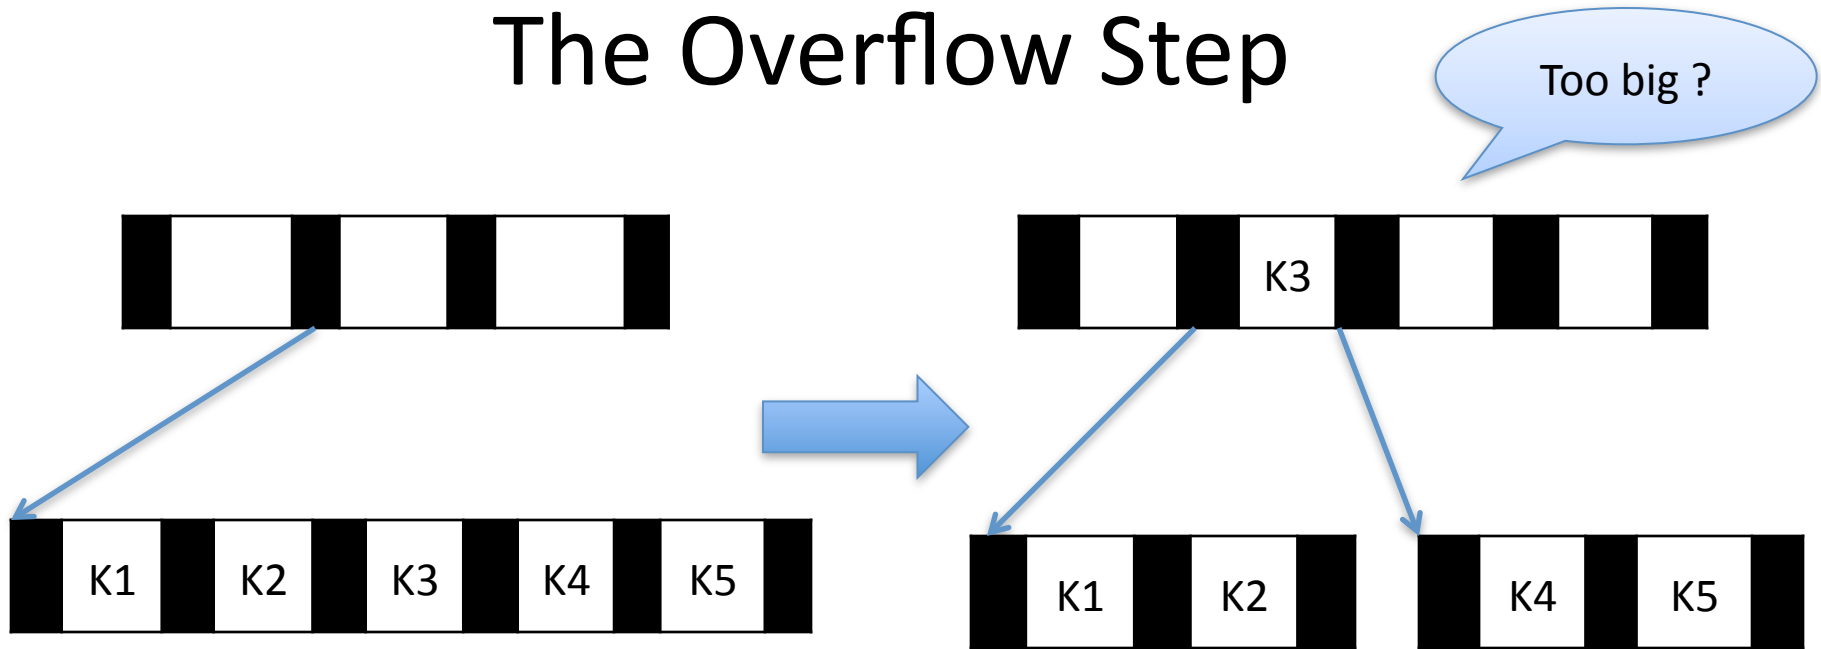 The Overflow Step
Too big ?
K3
K1 K2 K3 K4 K5
K1 K2 K4 K5